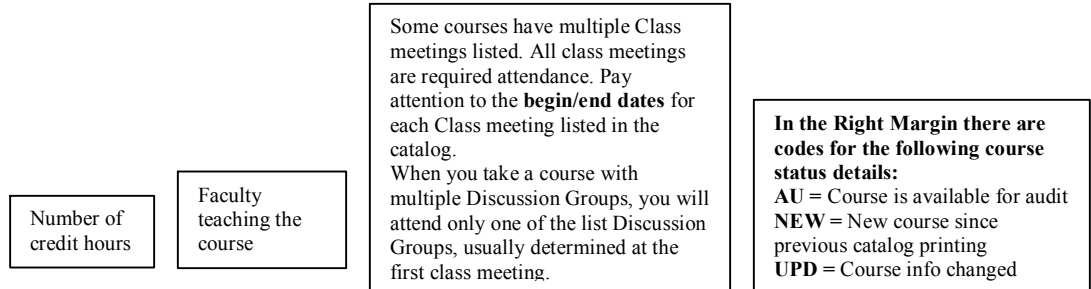 Number of
credit hours
Faculty
teaching the
course
Some courses have multiple Class
meetings listed. All class meetings
are required attendance. Pay
attention to the begin/end dates for
each Class meeting listed in the
catalog.
When you take a course with
multiple Discussion Groups, you will
attend only one of the list Discussion
Groups, usually determined at the
first class meeting.
In the Right Margin there are
codes for the following course
status details:
AU = Course is available for audit
NEW = New course since
previous catalog printing
UPD = Course info changed